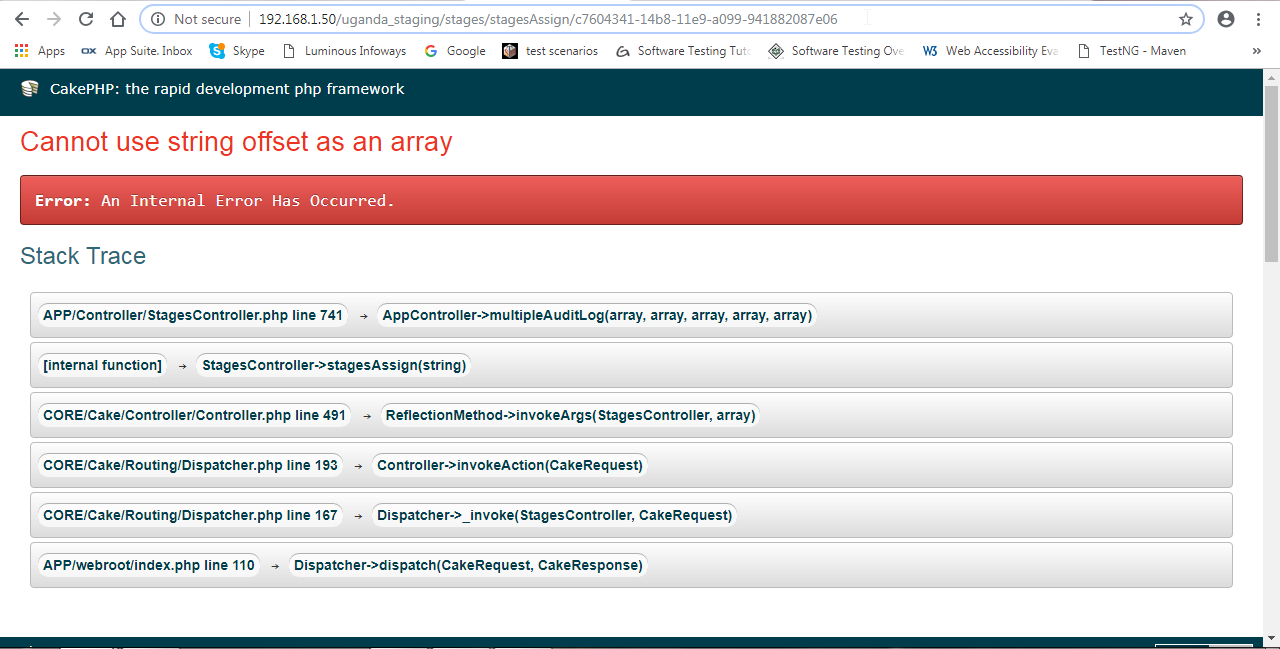 Not secure | 192.168.1.50/uganda_staging/stages/stagesAssign/c7604341-14b8-11e9-a099-941882087e06
Apps App Suite. Inbox Skype Luminous Infoways Google test scenarios Software Testing Tuto Software Testing Ove Web Accessibility Eva TestNG - Maven »
CakePHP: the rapid development php framework
Cannot use string offset as an array
Error: An Internal Error Has Occurred.
Stack Trace
APP/Controller/StagesController.php line 741 → AppController->multipleAuditLog(array, array, array, array, array)
[internal function] → StagesController->stagesAssign(string)
CORE/Cake/Controller/Controller.php line 491 → ReflectionMethod->invokeArgs(StagesController, array)
CORE/Cake/Routing/Dispatcher.php line 193 → Controller->invokeAction(CakeRequest)
CORE/Cake/Routing/Dispatcher.php line 167 → Dispatcher->_invoke(StagesController, CakeRequest)
APP/webroot/index.php line 110 → Dispatcher->dispatch(CakeRequest, CakeResponse)